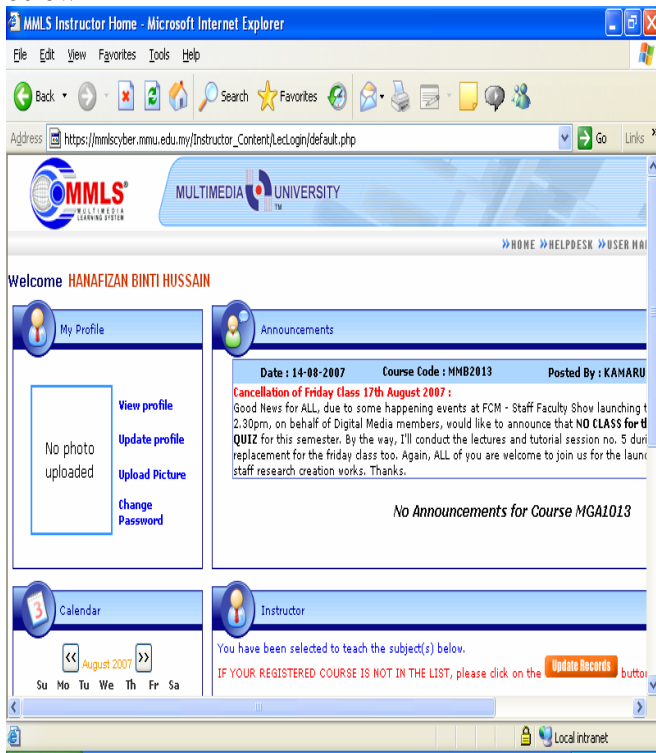 MMLS Instructor Home - Microsoft Internet Explorer
File Edit View Favorites Tools Help
Back Search Favorites
Address https://mmlscyber.mmu.edu.my/Instructor_Content/LecLogin/default.php Go Links
MMLS
MULTIMEDIA
LEARNING SYSTEM
MULTIMEDIA UNIVERSITY
TM
»HOME »HELPDESK »USER
Welcome HANAFIZAN BINTI HUSSAIN
My Profile
No photo
uploaded
View profile
Update profile
Upload Picture
Change
Password
Announcements
Date : 14-08-2007 Course Code : MMB2013 Posted By : KAMARU
Cancellation of Friday Class 17th August 2007 :
Good News for ALL, due to some happening events at FCM - Staff Faculty Show launching
2.30pm, on behalf of Digital Media members, would like to announce that NO CLASS for
QUIZ for this semester. By the way, I'll conduct the lectures and tutorial session no. 5
replacement for the friday class too. Again, ALL of you are welcome to join us for the
staff research creation works. Thanks.
No Announcements for Course MGA1013
Calendar
<< August 2007 >>
Su Mo Tu We Th Fr Sa
Instructor
You have been selected to teach the subject(s) below.
IF YOUR REGISTERED COURSE IS NOT IN THE LIST, please click on the Update Records button
Local intranet